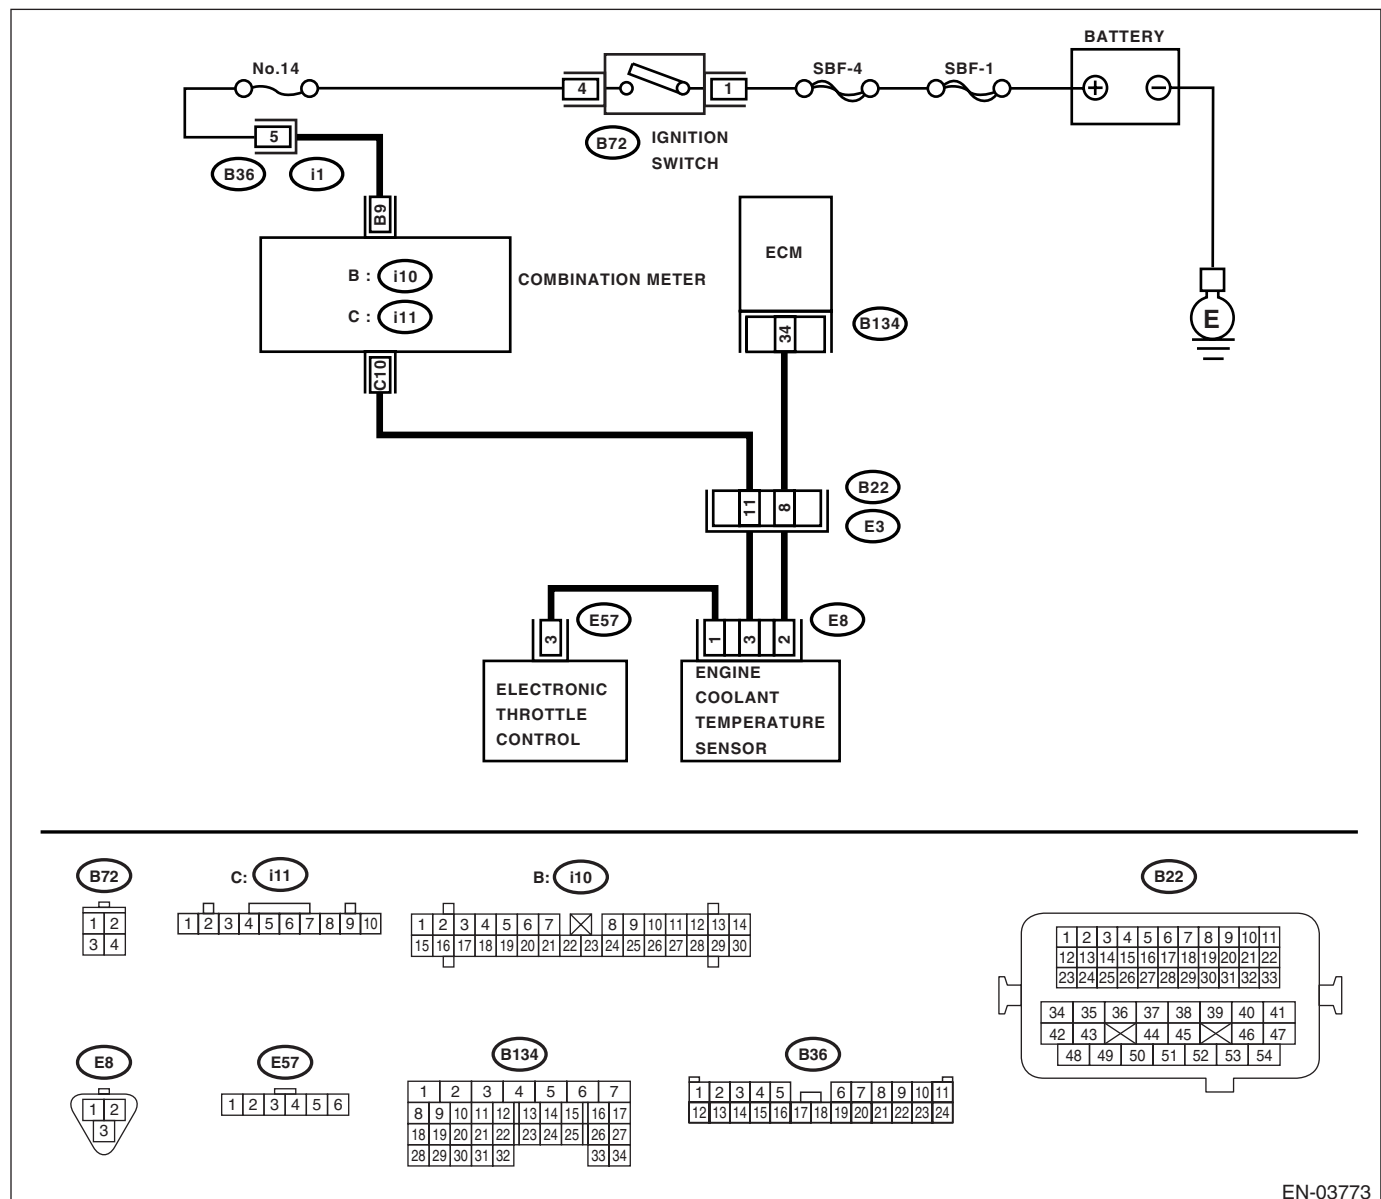 BATTERY
No.14
SBF-4
SBF-1
4
1
+
−
5
B72
IGNITION
SWITCH
B36
i1
B9
ECM
B : i10
COMBINATION METER
C : i11
B134
34
E
C10
B22
11
8
E3
E57
E8
3
1
3
2
ELECTRONIC
THROTTLE
CONTROL
ENGINE
COOLANT
TEMPERATURE
SENSOR
B72
1 2
3 4
C: i11
1 2 3 4 5 6 7 8 9 10
B: i10
1 2 3 4 5 6 7 8 9 10 11 12 13 14
15 16 17 18 19 20 21 22 23 24 25 26 27 28 29 30
B22
1 2 3 4 5 6 7 8 9 10 11
12 13 14 15 16 17 18 19 20 21 22
23 24 25 26 27 28 29 30 31 32 33
34 35 36 37 38 39 40 41
42 43 44 45 46 47
48 49 50 51 52 53 54
E8
1 2
3
E57
1 2 3 4 5 6
B134
1 2 3 4 5 6 7
8 9 10 11 12 13 14 15 16 17
18 19 20 21 22 23 24 25 26 27
28 29 30 31 32 33 34
B36
1 2 3 4 5 6 7 8 9 10 11
12 13 14 15 16 17 18 19 20 21 22 23 24
EN-03773